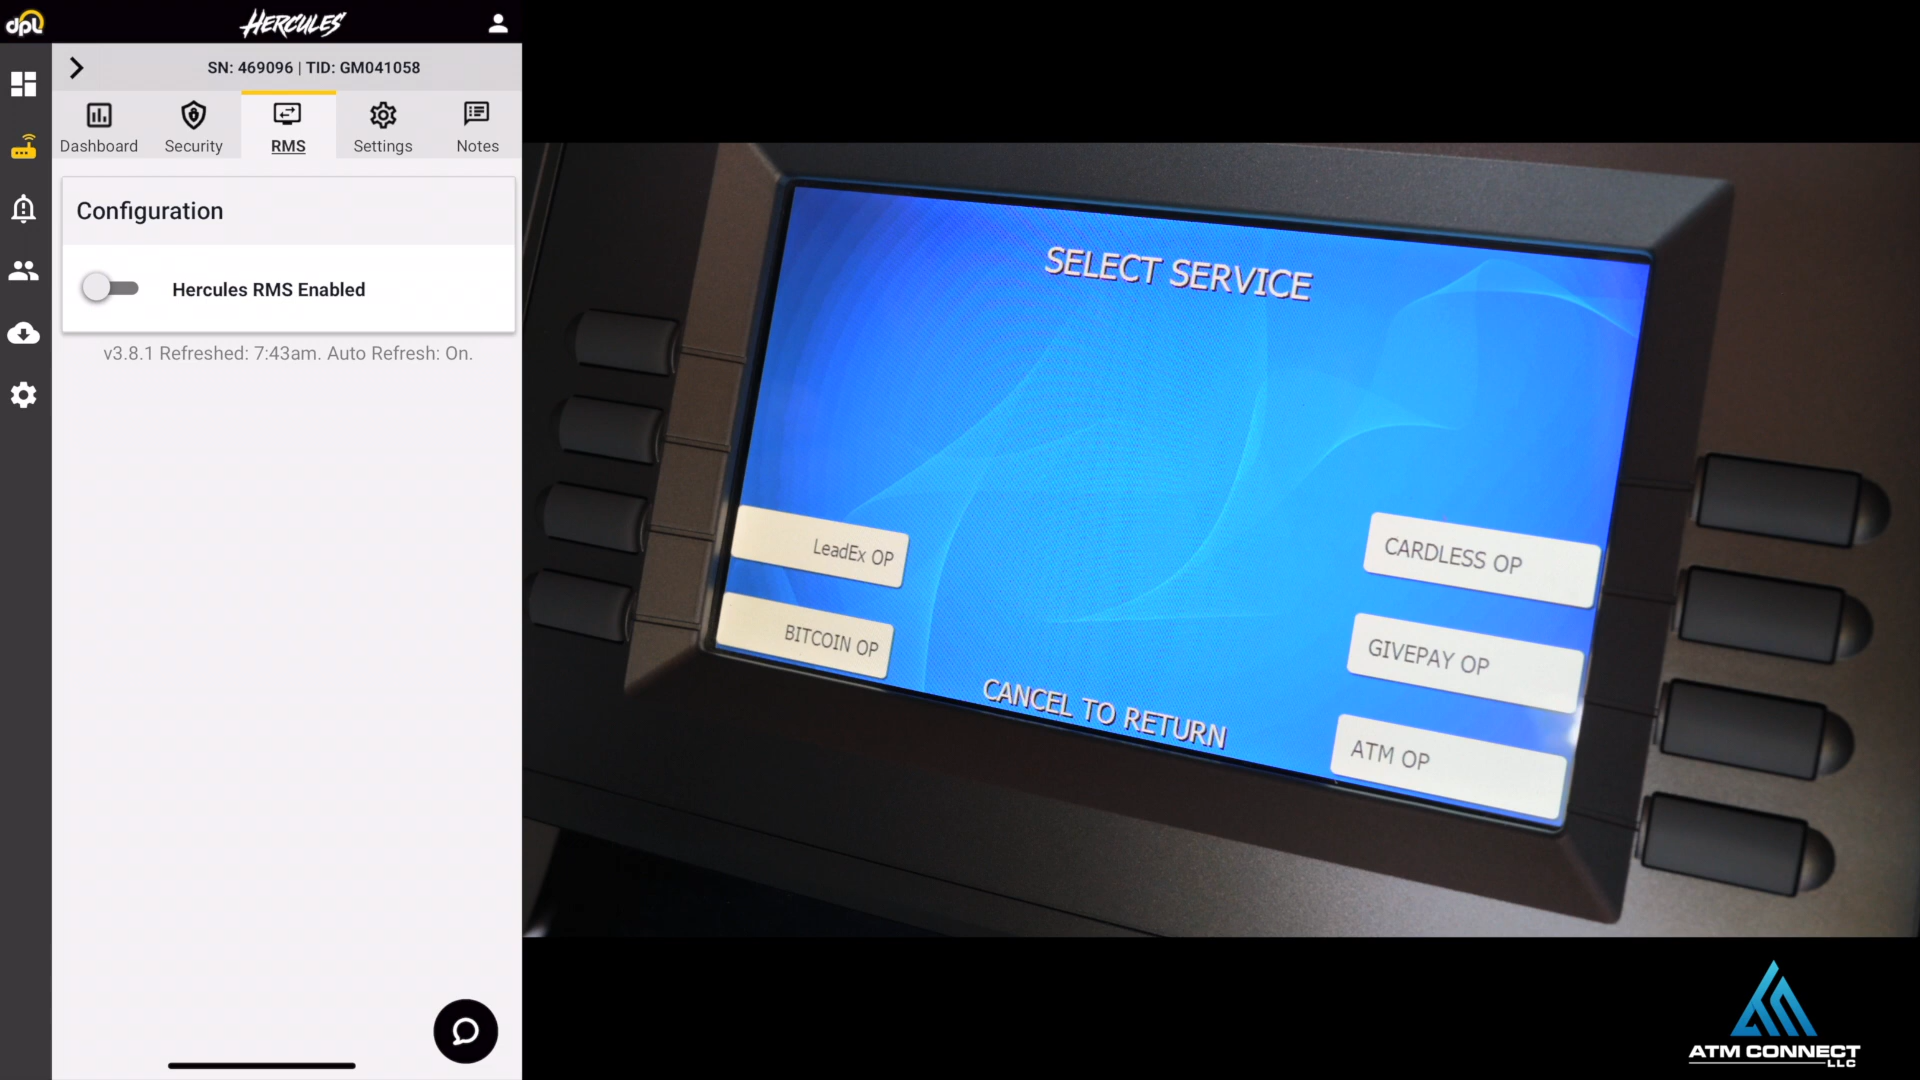 dpl
HERCULES
SN: 469096 | TID: GM041058
Dashboard
Security
RMS
Settings
Notes
Configuration
Hercules RMS Enabled
v3.8.1 Refreshed: 7:43am. Auto Refresh: On.
SELECT SERVICE
LeadEx OP
BITCOIN OP
CARDLESS OP
GIVEPAY OP
ATM OP
CANCEL TO RETURN
ATM CONNECT
LLC